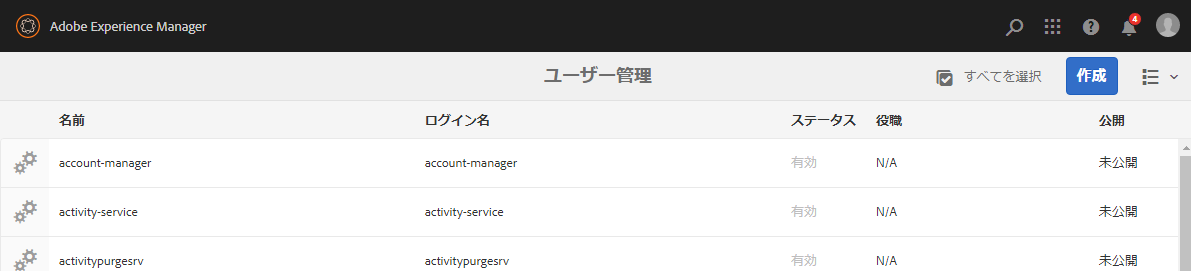 Adobe Experience Manager
4
ユーザー管理 すべてを選択 作成
名前 ログイン名 ステータス 役職 公開
account-manager account-manager 有効 N/A 未公開
activity-service activity-service 有効 N/A 未公開
activitypurgesrv activitypurgesrv 有効 N/A 未公開